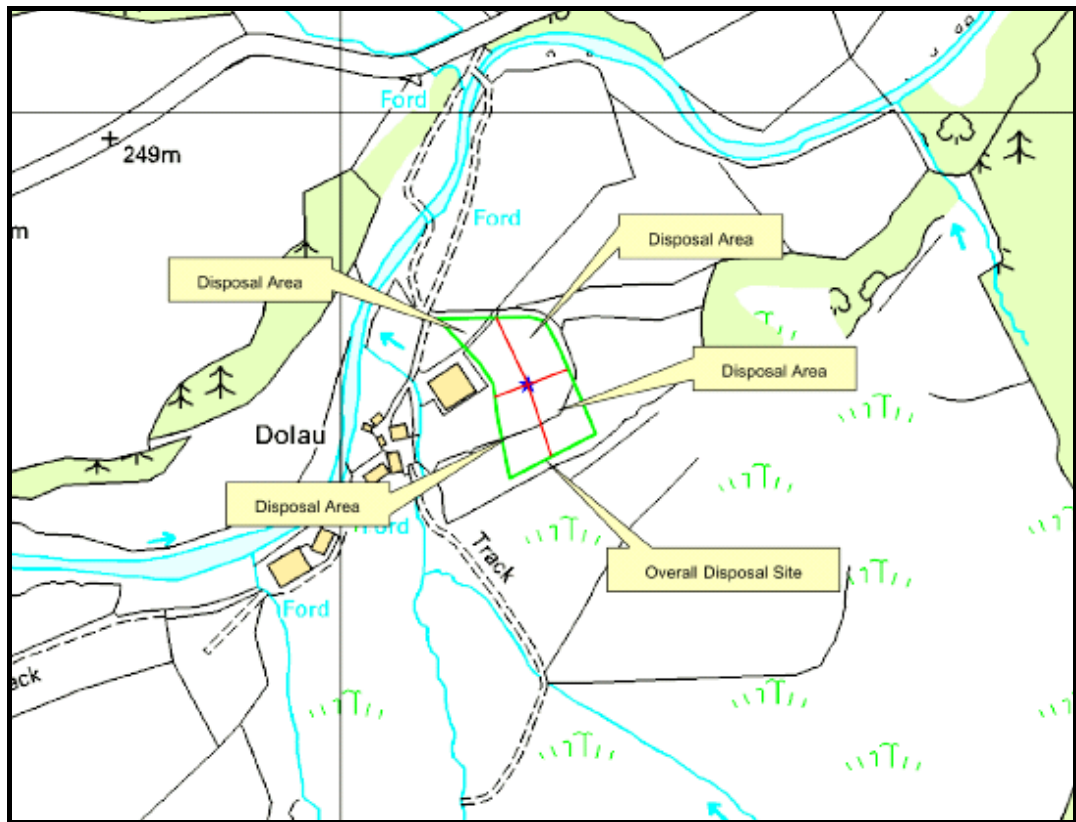 Ford
249m
m
Ford
Disposal Area
Disposal Area
Disposal Area
Dolau
Disposal Area
Ford
Track
Overall Disposal Site
Ford
ack